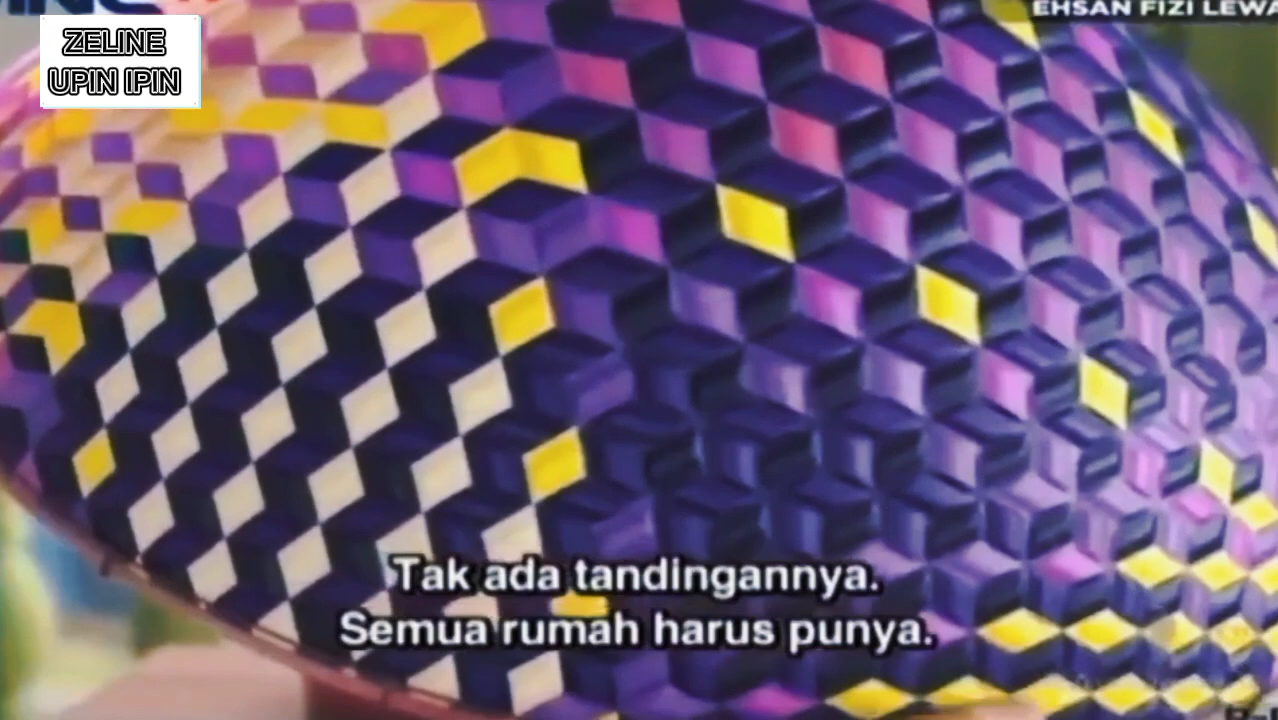 EHSAN FIZI LEWA
ZELINE
UPIN IPIN
Tak ada tandingannya.
Semua rumah harus punya.